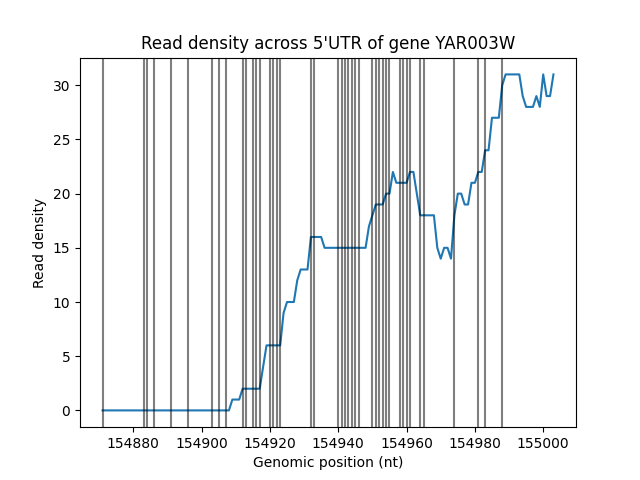 Read density across 5'UTR of gene YAR003W
30
25
20
15
10
5
0
Read density
154880 154900 154920 154940 154960 154980 155000
Genomic position (nt)